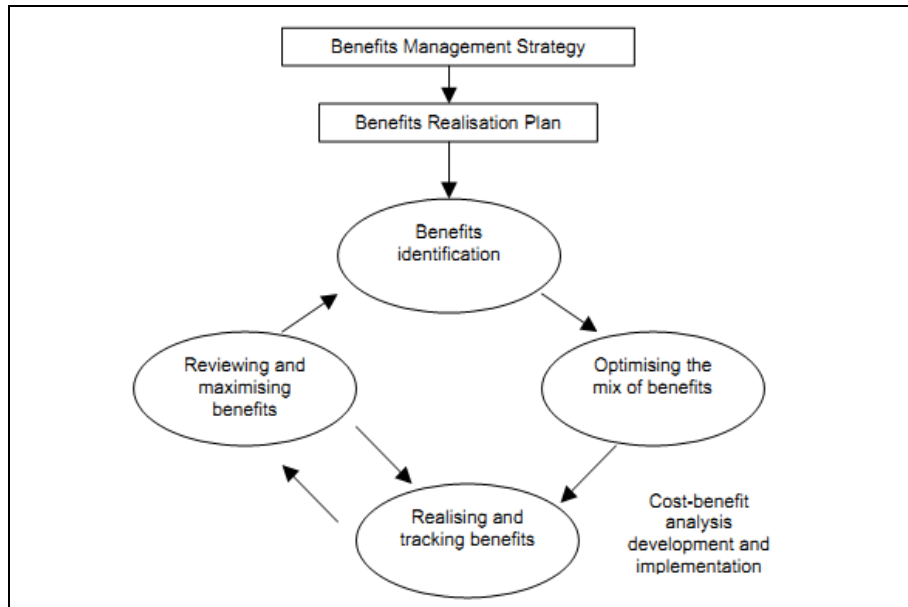 Benefits Management Strategy
Benefits Realisation Plan
Benefits
identification
Reviewing and
maximising
benefits
Optimising the
mix of benefits
Realising and
tracking benefits
Cost-benefit
analysis
development and
implementation